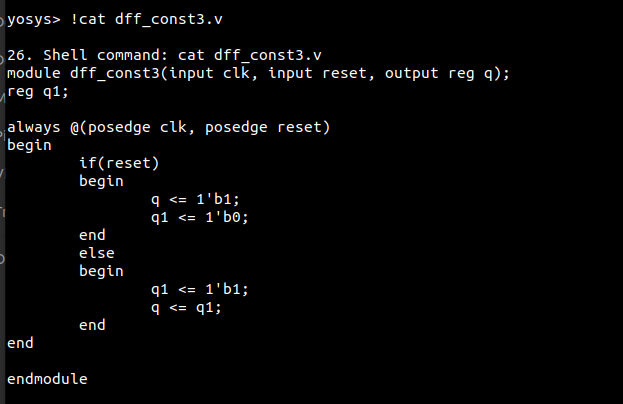 yosys> !cat dff_const3.v
26. Shell command: cat dff_const3.v
module dff_const3(input clk, input reset, output reg q);
reg q1;
always @(posedge clk, posedge reset)
begin
if(reset)
begin
q <= 1'b1;
q1 <= 1'b0;
end
else
begin
q1 <= 1'b1;
q <= q1;
end
end
endmodule